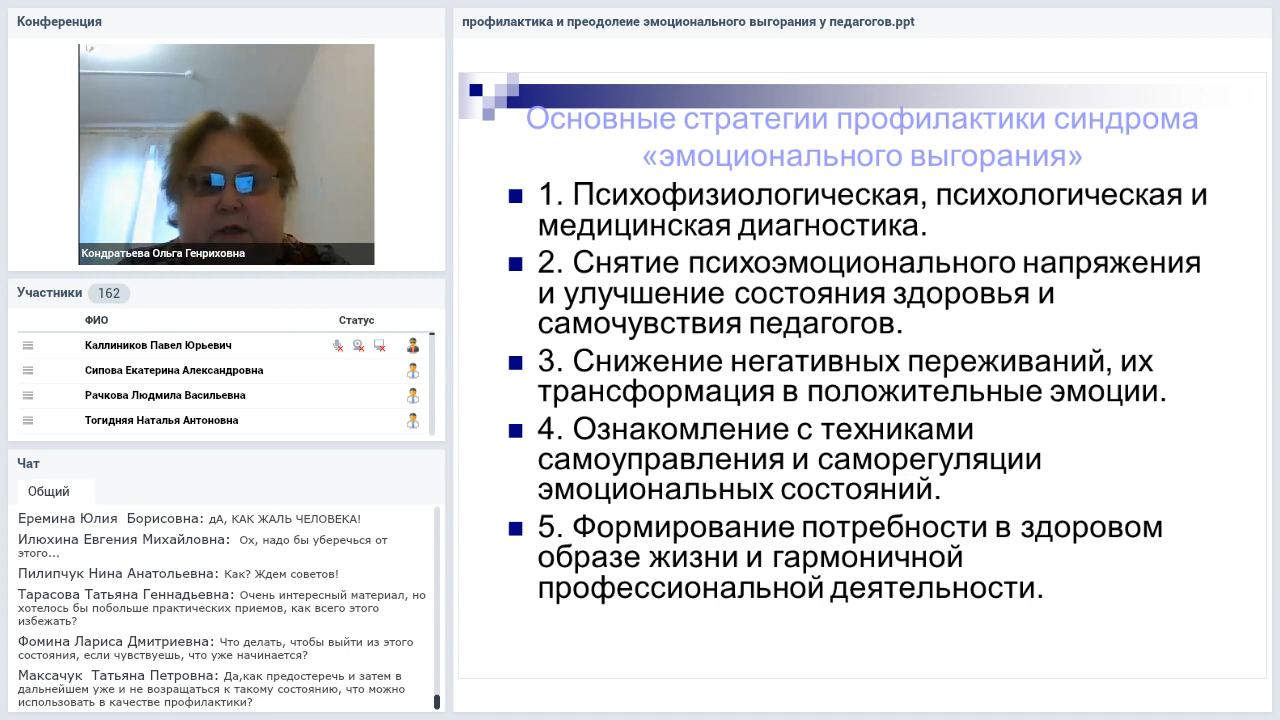 Конференция
Кондратьева Ольга Генриховна
Участники 162
ФИО Статус
Каллиников Павел Юрьевич
Сипова Екатерина Александровна
Рачкова Людмила Васильевна
Тогидняя Наталья Антоновна
Чат
Общий
Еремина Юлия Борисовна: дА, КАК ЖАЛЬ ЧЕЛОВЕКА!
Илюхина Евгения Михайловна: Ох, надо бы уберечься от
этого...
Пилипчук Нина Анатольевна: Как? Ждем советов!
Тарасова Татьяна Геннадьевна: Очень интересный материал, но
хотелось бы побольше практических приемов, как всего этого
избежать?
Фомина Лариса Дмитриевна: Что делать, чтобы выйти из этого
состояния, если чувствуешь, что уже начинается?
Максачук Татьяна Петровна: Да,как предостеречь и затем в
дальнейшем уже и не возращаться к такому состоянию, что можно
использовать в качестве профилактики?
профилактика и преодолеие эмоционального выгорания у педагогов.ppt
Основные стратегии профилактики синдрома
«эмоционального выгорания»
1. Психофизиологическая, психологическая и
медицинская диагностика.
2. Снятие психоэмоционального напряжения
и улучшение состояния здоровья и
самочувствия педагогов.
3. Снижение негативных переживаний, их
трансформация в положительные эмоции.
4. Ознакомление с техниками
самоуправления и саморегуляции
эмоциональных состояний.
5. Формирование потребности в здоровом
образе жизни и гармоничной
профессиональной деятельности.